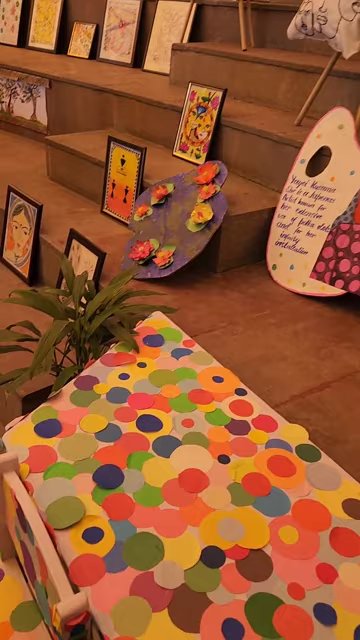 Yayoi Kusama
She is a Japanese
Artist known for
her extensive
use of polka dots
and for her
infinity
installation